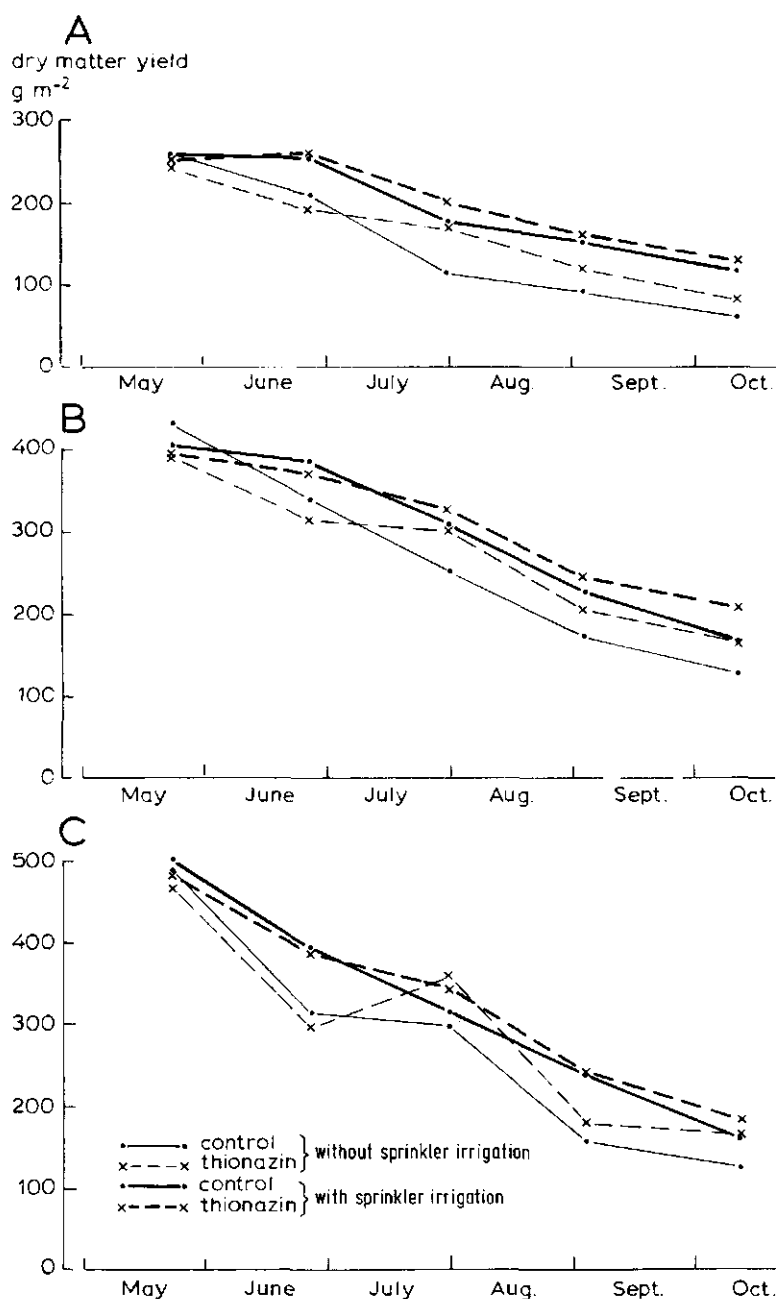 A
dry matter yield
g m⁻²
300
200
100
0
May June July Aug. Sept. Oct.
B
400
300
200
100
0
May June July Aug. Sept. Oct.
C
500
400
300
200
100
0
control
thionazin
without sprinkler irrigation
control
thionazin
with sprinkler irrigation
May June July Aug. Sept. Oct.